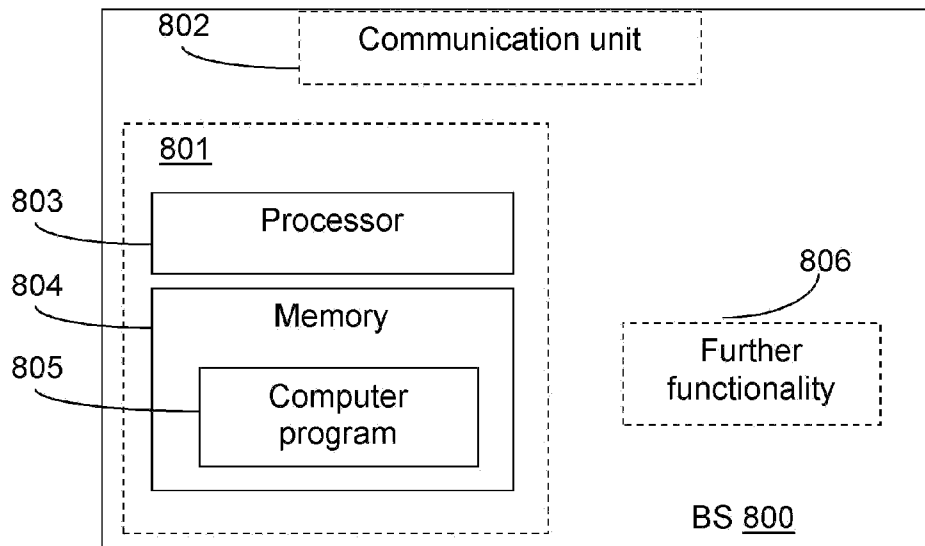 802
Communication unit
801
803
Processor
804
Memory
805
Computer
program
806
Further
functionality
BS 800